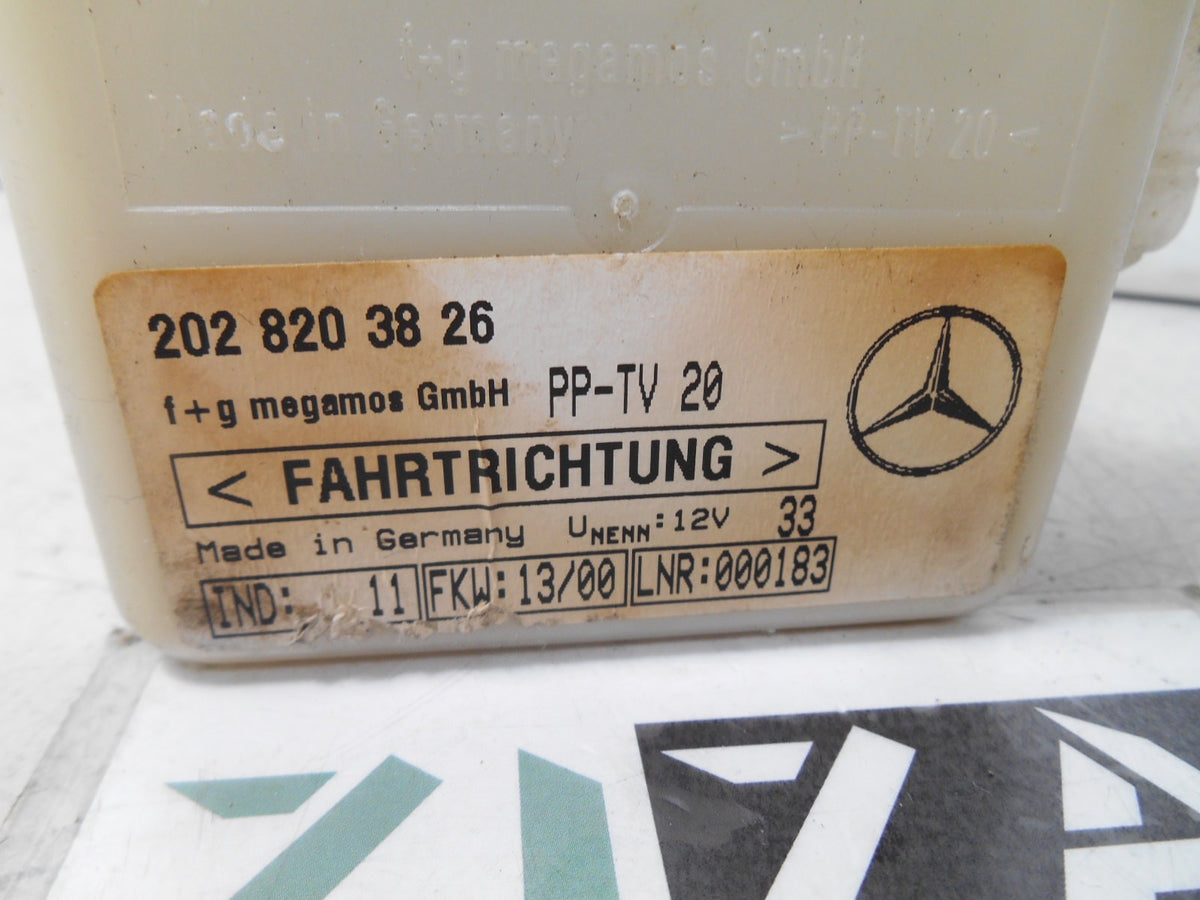 f+g megamos GmbH
Made in Germany >PP-TV 20<
202 820 38 26
f+g megamos GmbH PP-TV 20
< FAHRTRICHTUNG >
Made in Germany UNENN:12V 33
IND: 11 FKW:13/00 LNR:000183